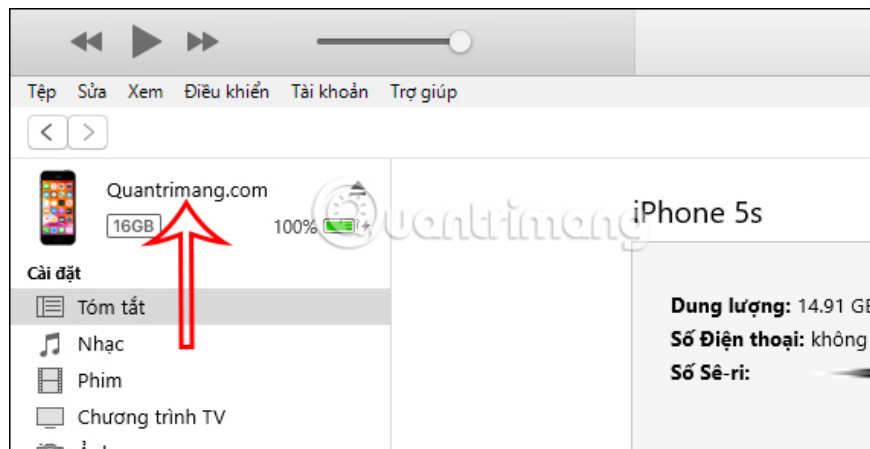 Tệp Sửa Xem Điều khiển Tài khoản Trợ giúp
Quantrimang.com
16GB 100%
uantrimang
iPhone 5s
Cài đặt
Tóm tắt
Nhạc
Phim
Chương trình TV
Dung lượng: 14.91 GB
Số Điện thoại: không
Số Sê-ri: